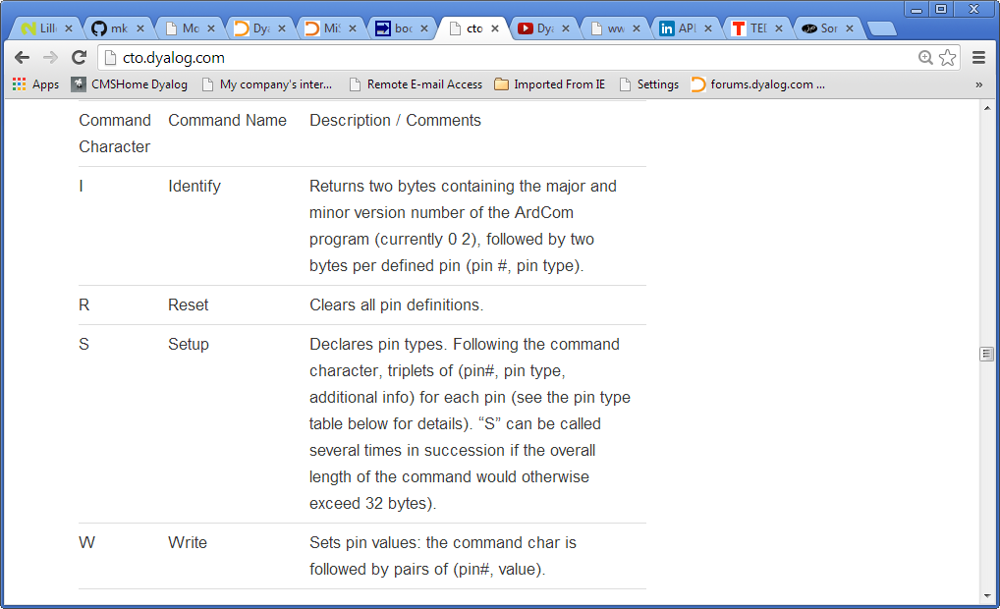 Lill
mk
Mo
Dya
MiS
boo
cto
Dya
ww
in API
T TED
Sor
cto.dyalog.com
Apps
CMSHome Dyalog
My company's inter...
Remote E-mail Access
Imported From IE
Settings
forums.dyalog.com ...
»
Command Command Name Description / Comments
Character
I Identify Returns two bytes containing the major and
minor version number of the ArdCom
program (currently 0 2), followed by two
bytes per defined pin (pin #, pin type).
R Reset Clears all pin definitions.
S Setup Declares pin types. Following the command
character, triplets of (pin#, pin type,
additional info) for each pin (see the pin type
table below for details). “S” can be called
several times in succession if the overall
length of the command would otherwise
exceed 32 bytes).
W Write Sets pin values: the command char is
followed by pairs of (pin#, value).